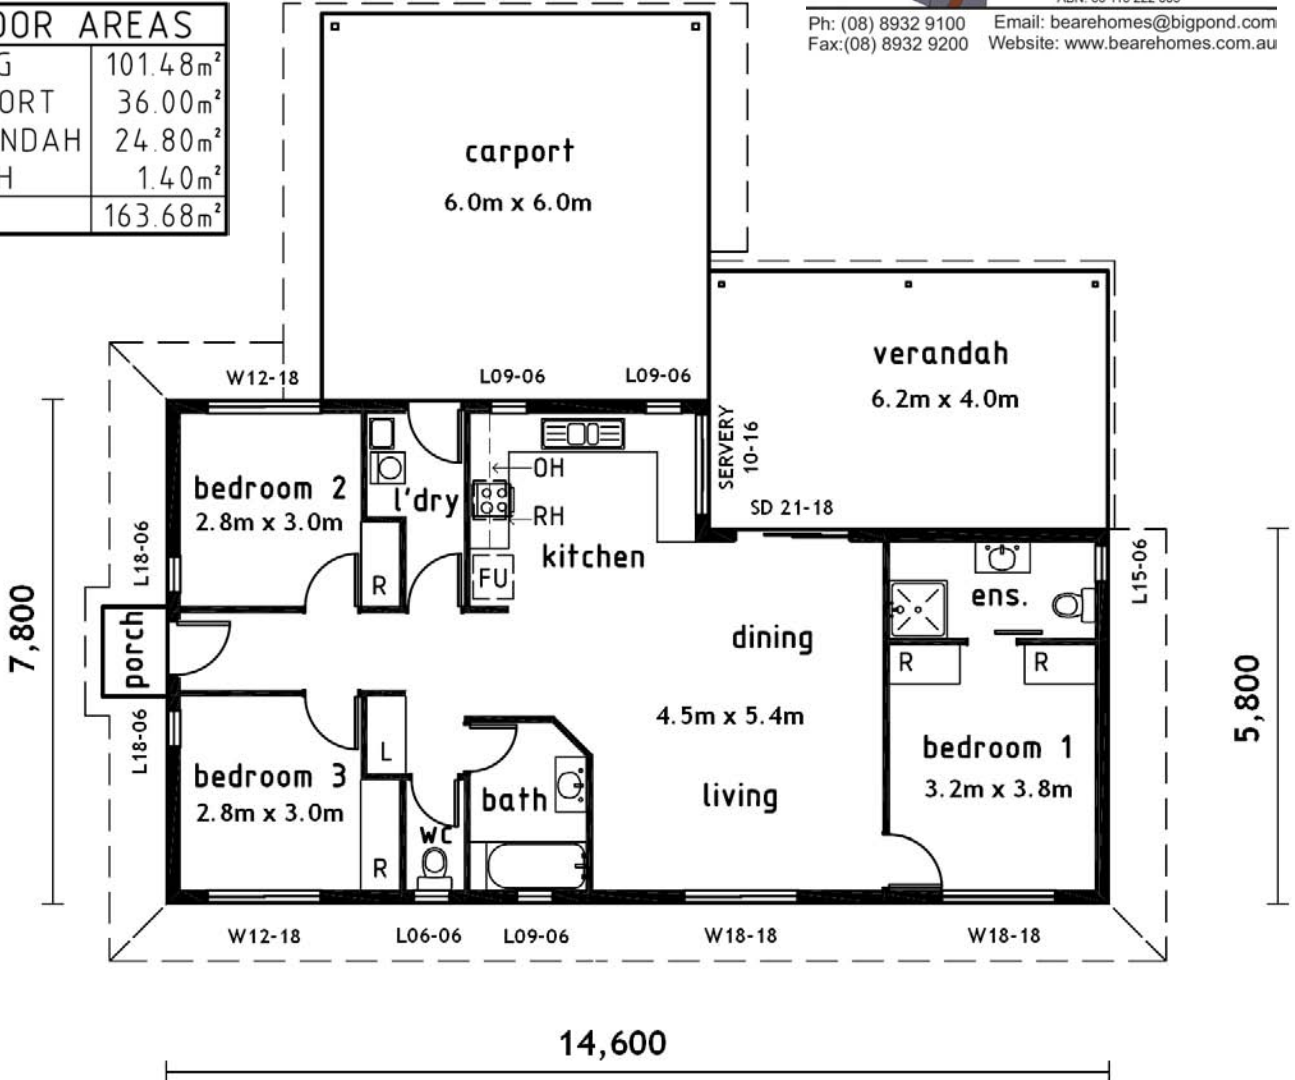 OOR AREAS
G 101.48m²
ORT 36.00m²
NDAH 24.80m²
H 1.40m²
163.68m²
Ph: (08) 8932 9100 Email: bearehomes@bigpond.com
Fax:(08) 8932 9200 Website: www.bearehomes.com.au
carport
6.0m x 6.0m
verandah
6.2m x 4.0m
W12-18
L09-06
L09-06
SERVERY
10-16
SD 21-18
bedroom 2
2.8m x 3.0m
l'dry
OH
RH
kitchen
FU
R
L18-06
L15-06
ens.
R
R
porch
7,800
5,800
dining
4.5m x 5.4m
living
bedroom 1
3.2m x 3.8m
L18-06
bedroom 3
2.8m x 3.0m
L
R
WC
bath
W12-18
L06-06
L09-06
W18-18
W18-18
14,600